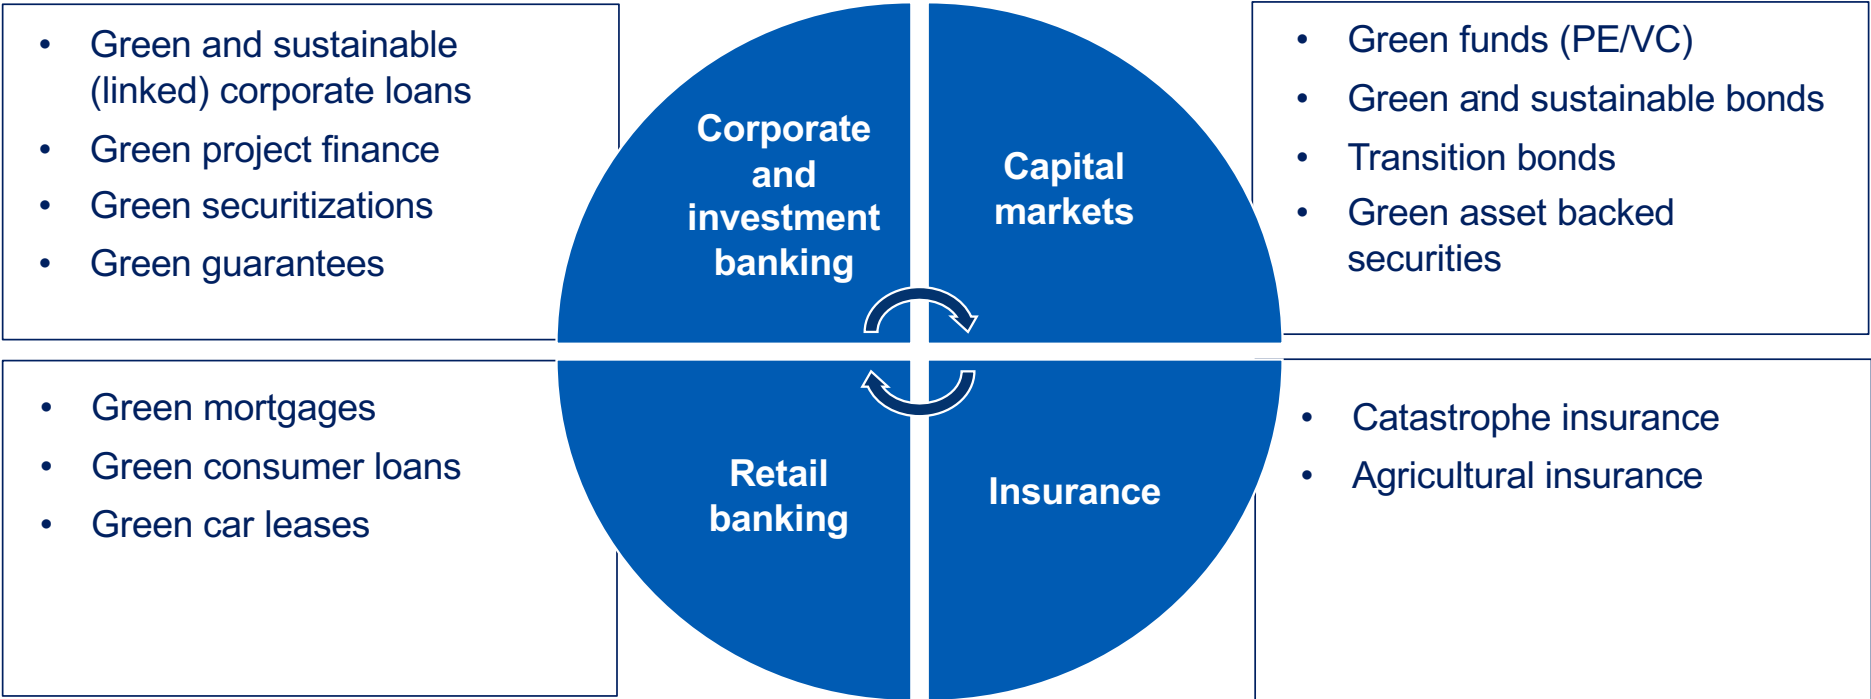 • Green and sustainable
(linked) corporate loans
• Green project finance
• Green securitizations
• Green guarantees
Corporate
and
investment
banking
Capital
markets
• Green funds (PE/VC)
• Green and sustainable bonds
• Transition bonds
• Green asset backed
securities
• Green mortgages
• Green consumer loans
• Green car leases
Retail
banking
Insurance
• Catastrophe insurance
• Agricultural insurance